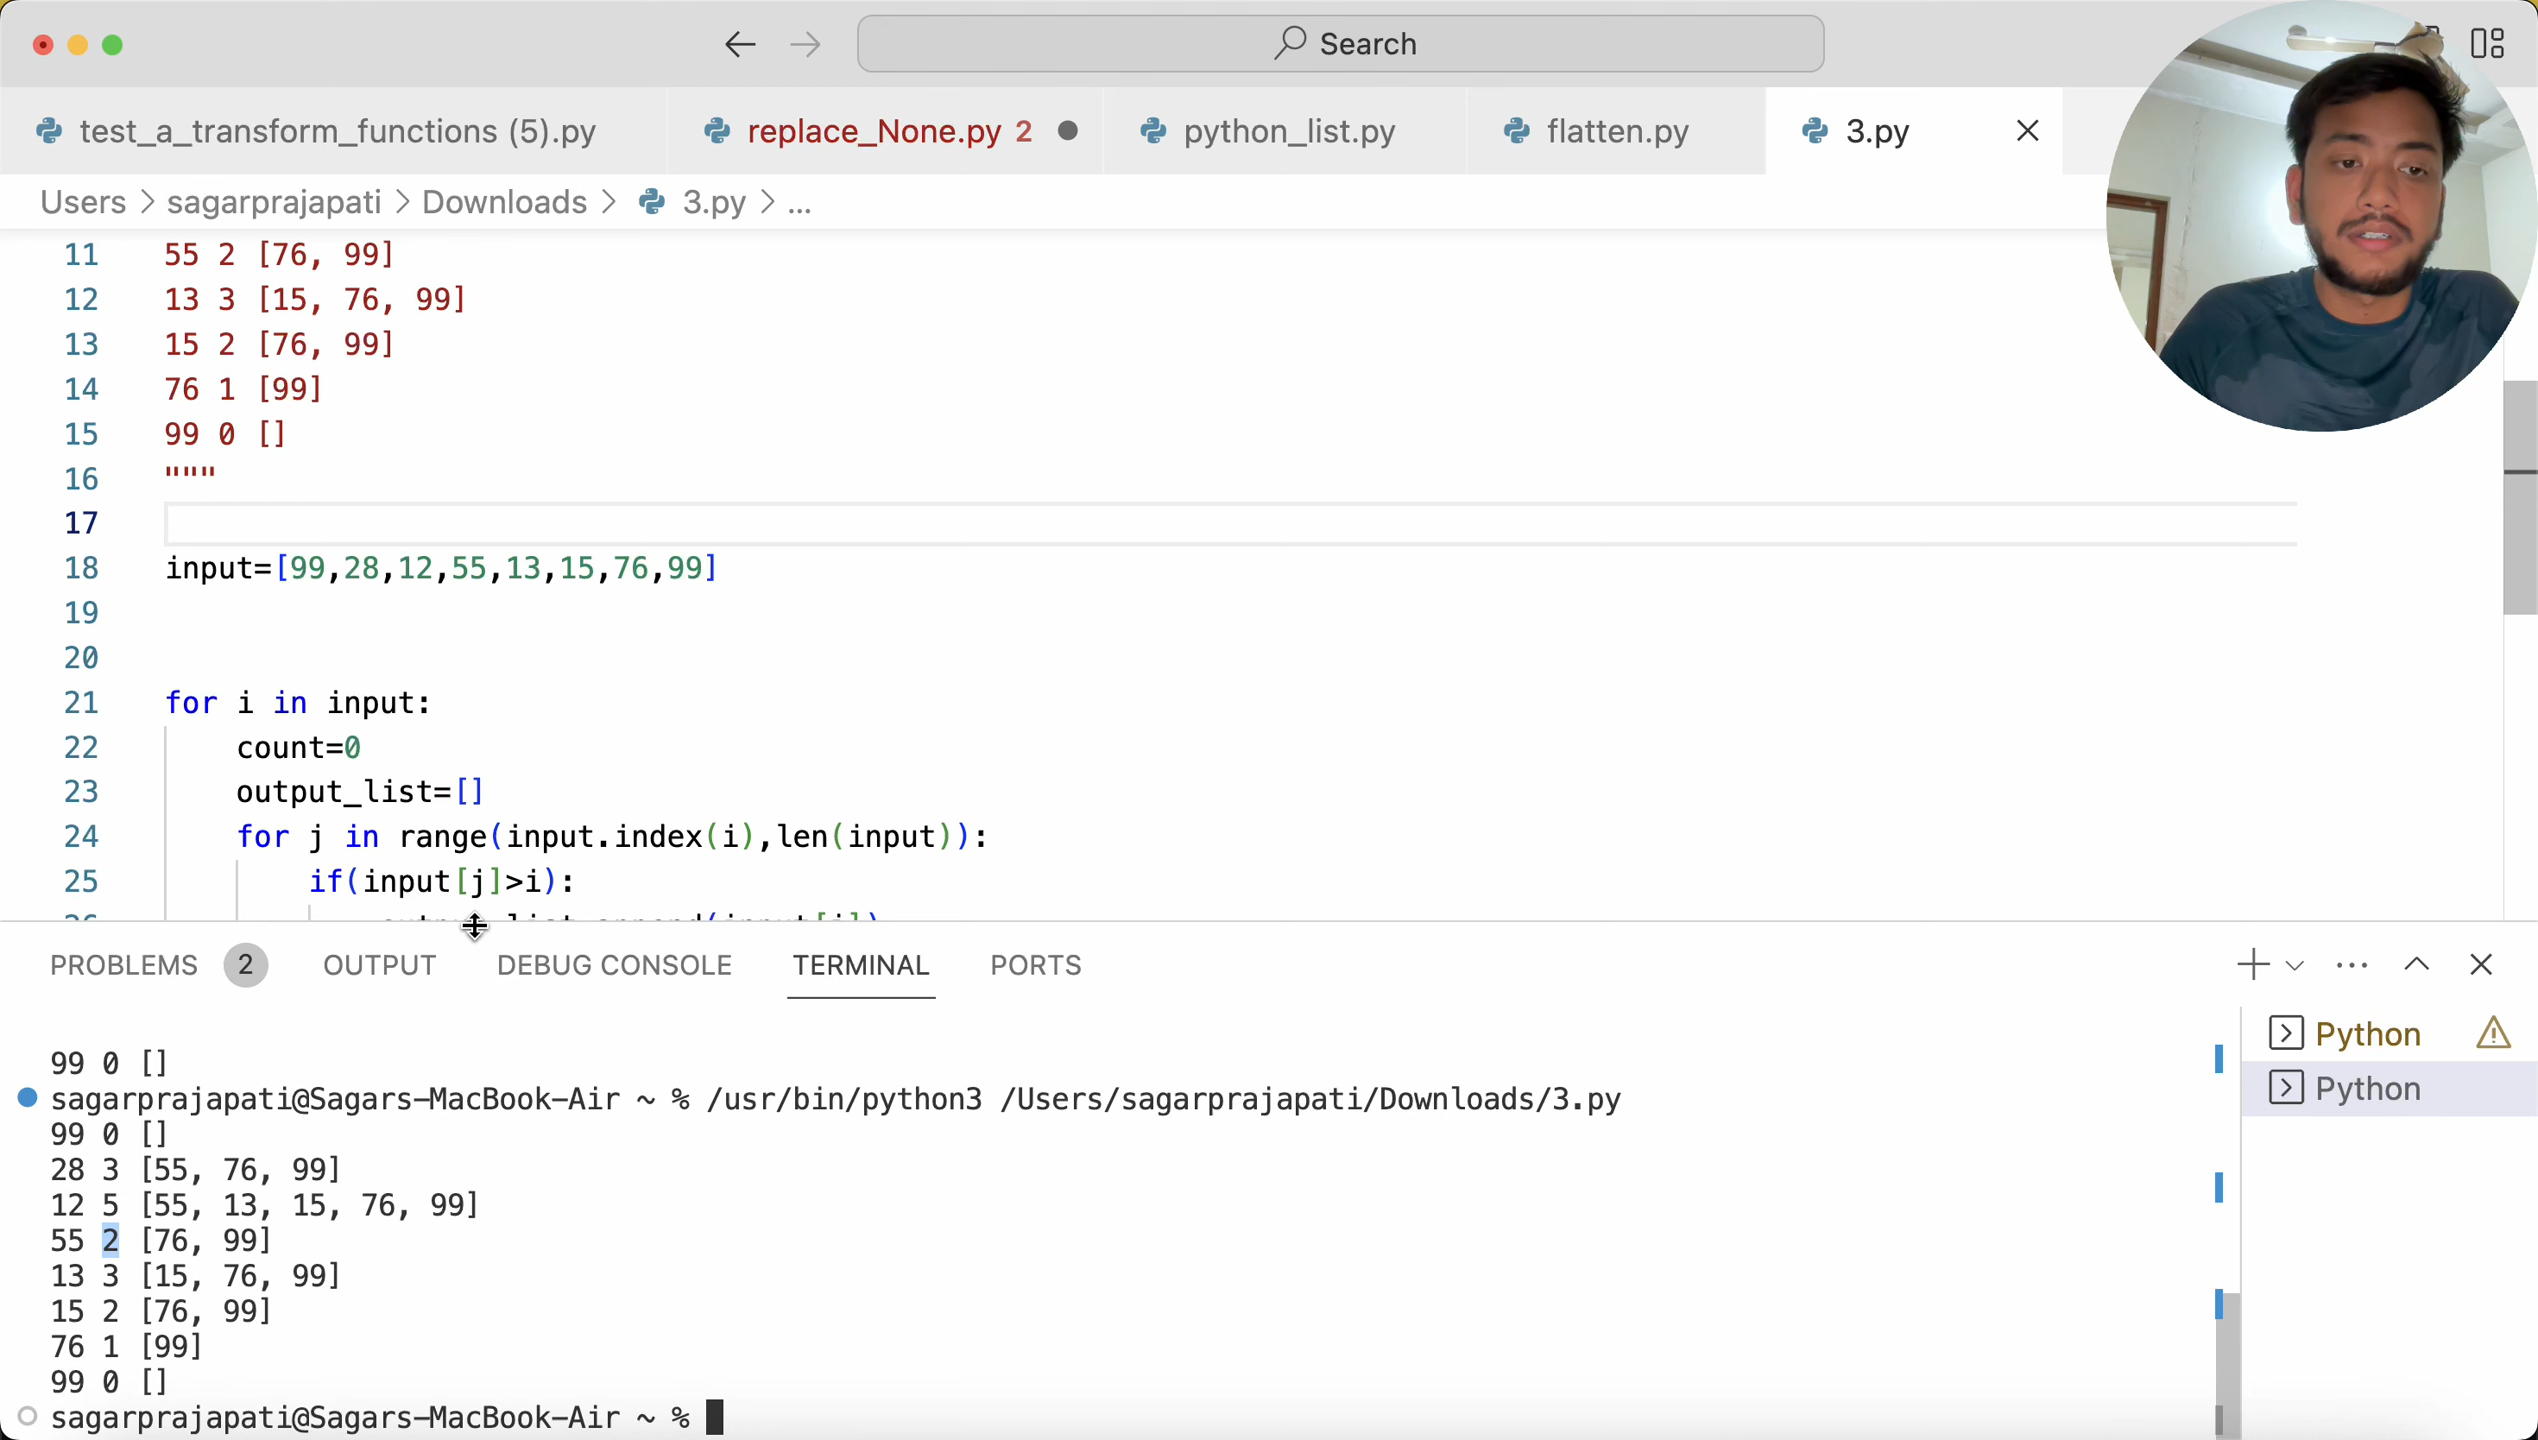 Search
test_a_transform_functions (5).py
replace_None.py 2
python_list.py
flatten.py
3.py
Users > sagarprajapati > Downloads > 3.py > ...
11 55 2 [76, 99]
12 13 3 [15, 76, 99]
13 15 2 [76, 99]
14 76 1 [99]
15 99 0 []
16 """
17
18 input=[99,28,12,55,13,15,76,99]
19
20
21 for i in input:
22 count=0
23 output_list=[]
24 for j in range(input.index(i),len(input)):
25 if(input[j]>i):
PROBLEMS 2 OUTPUT DEBUG CONSOLE TERMINAL PORTS
99 0 []
sagarprajapati@Sagars-MacBook-Air ~ % /usr/bin/python3 /Users/sagarprajapati/Downloads/3.py
99 0 []
28 3 [55, 76, 99]
12 5 [55, 13, 15, 76, 99]
55 2 [76, 99]
13 3 [15, 76, 99]
15 2 [76, 99]
76 1 [99]
99 0 []
sagarprajapati@Sagars-MacBook-Air ~ %
Python
Python